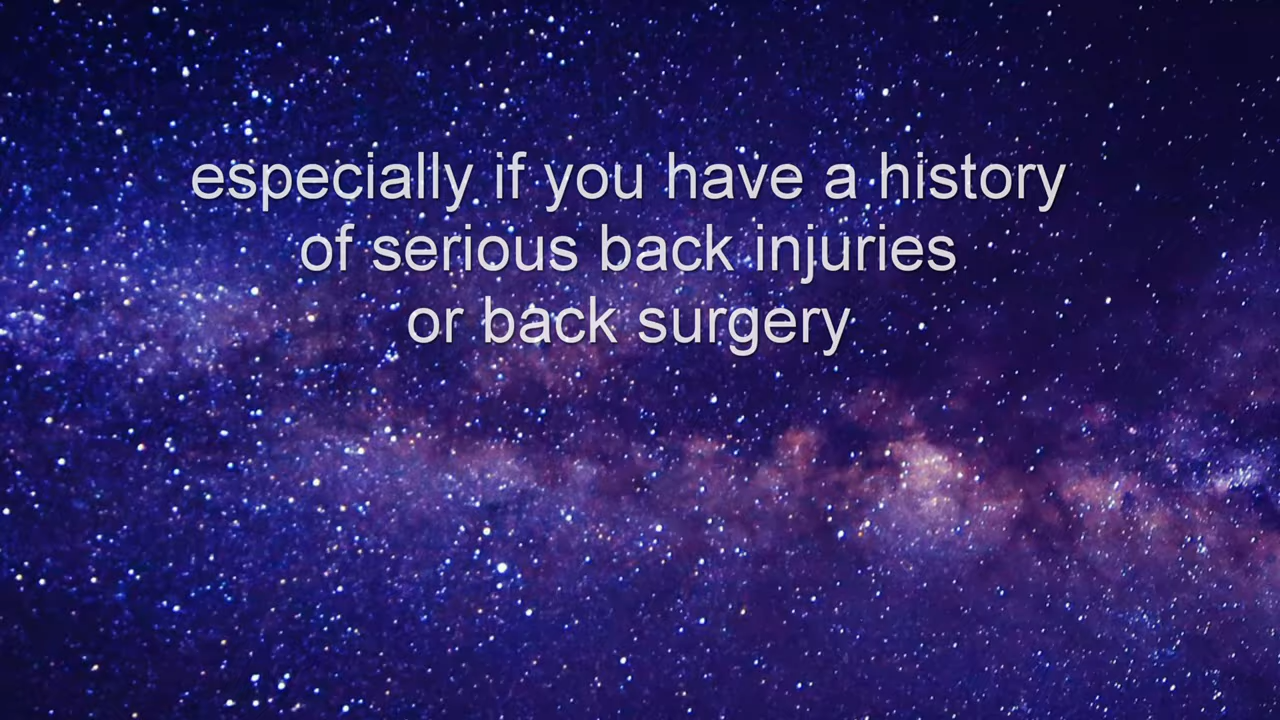 especially if you have a history
of serious back injuries
or back surgery